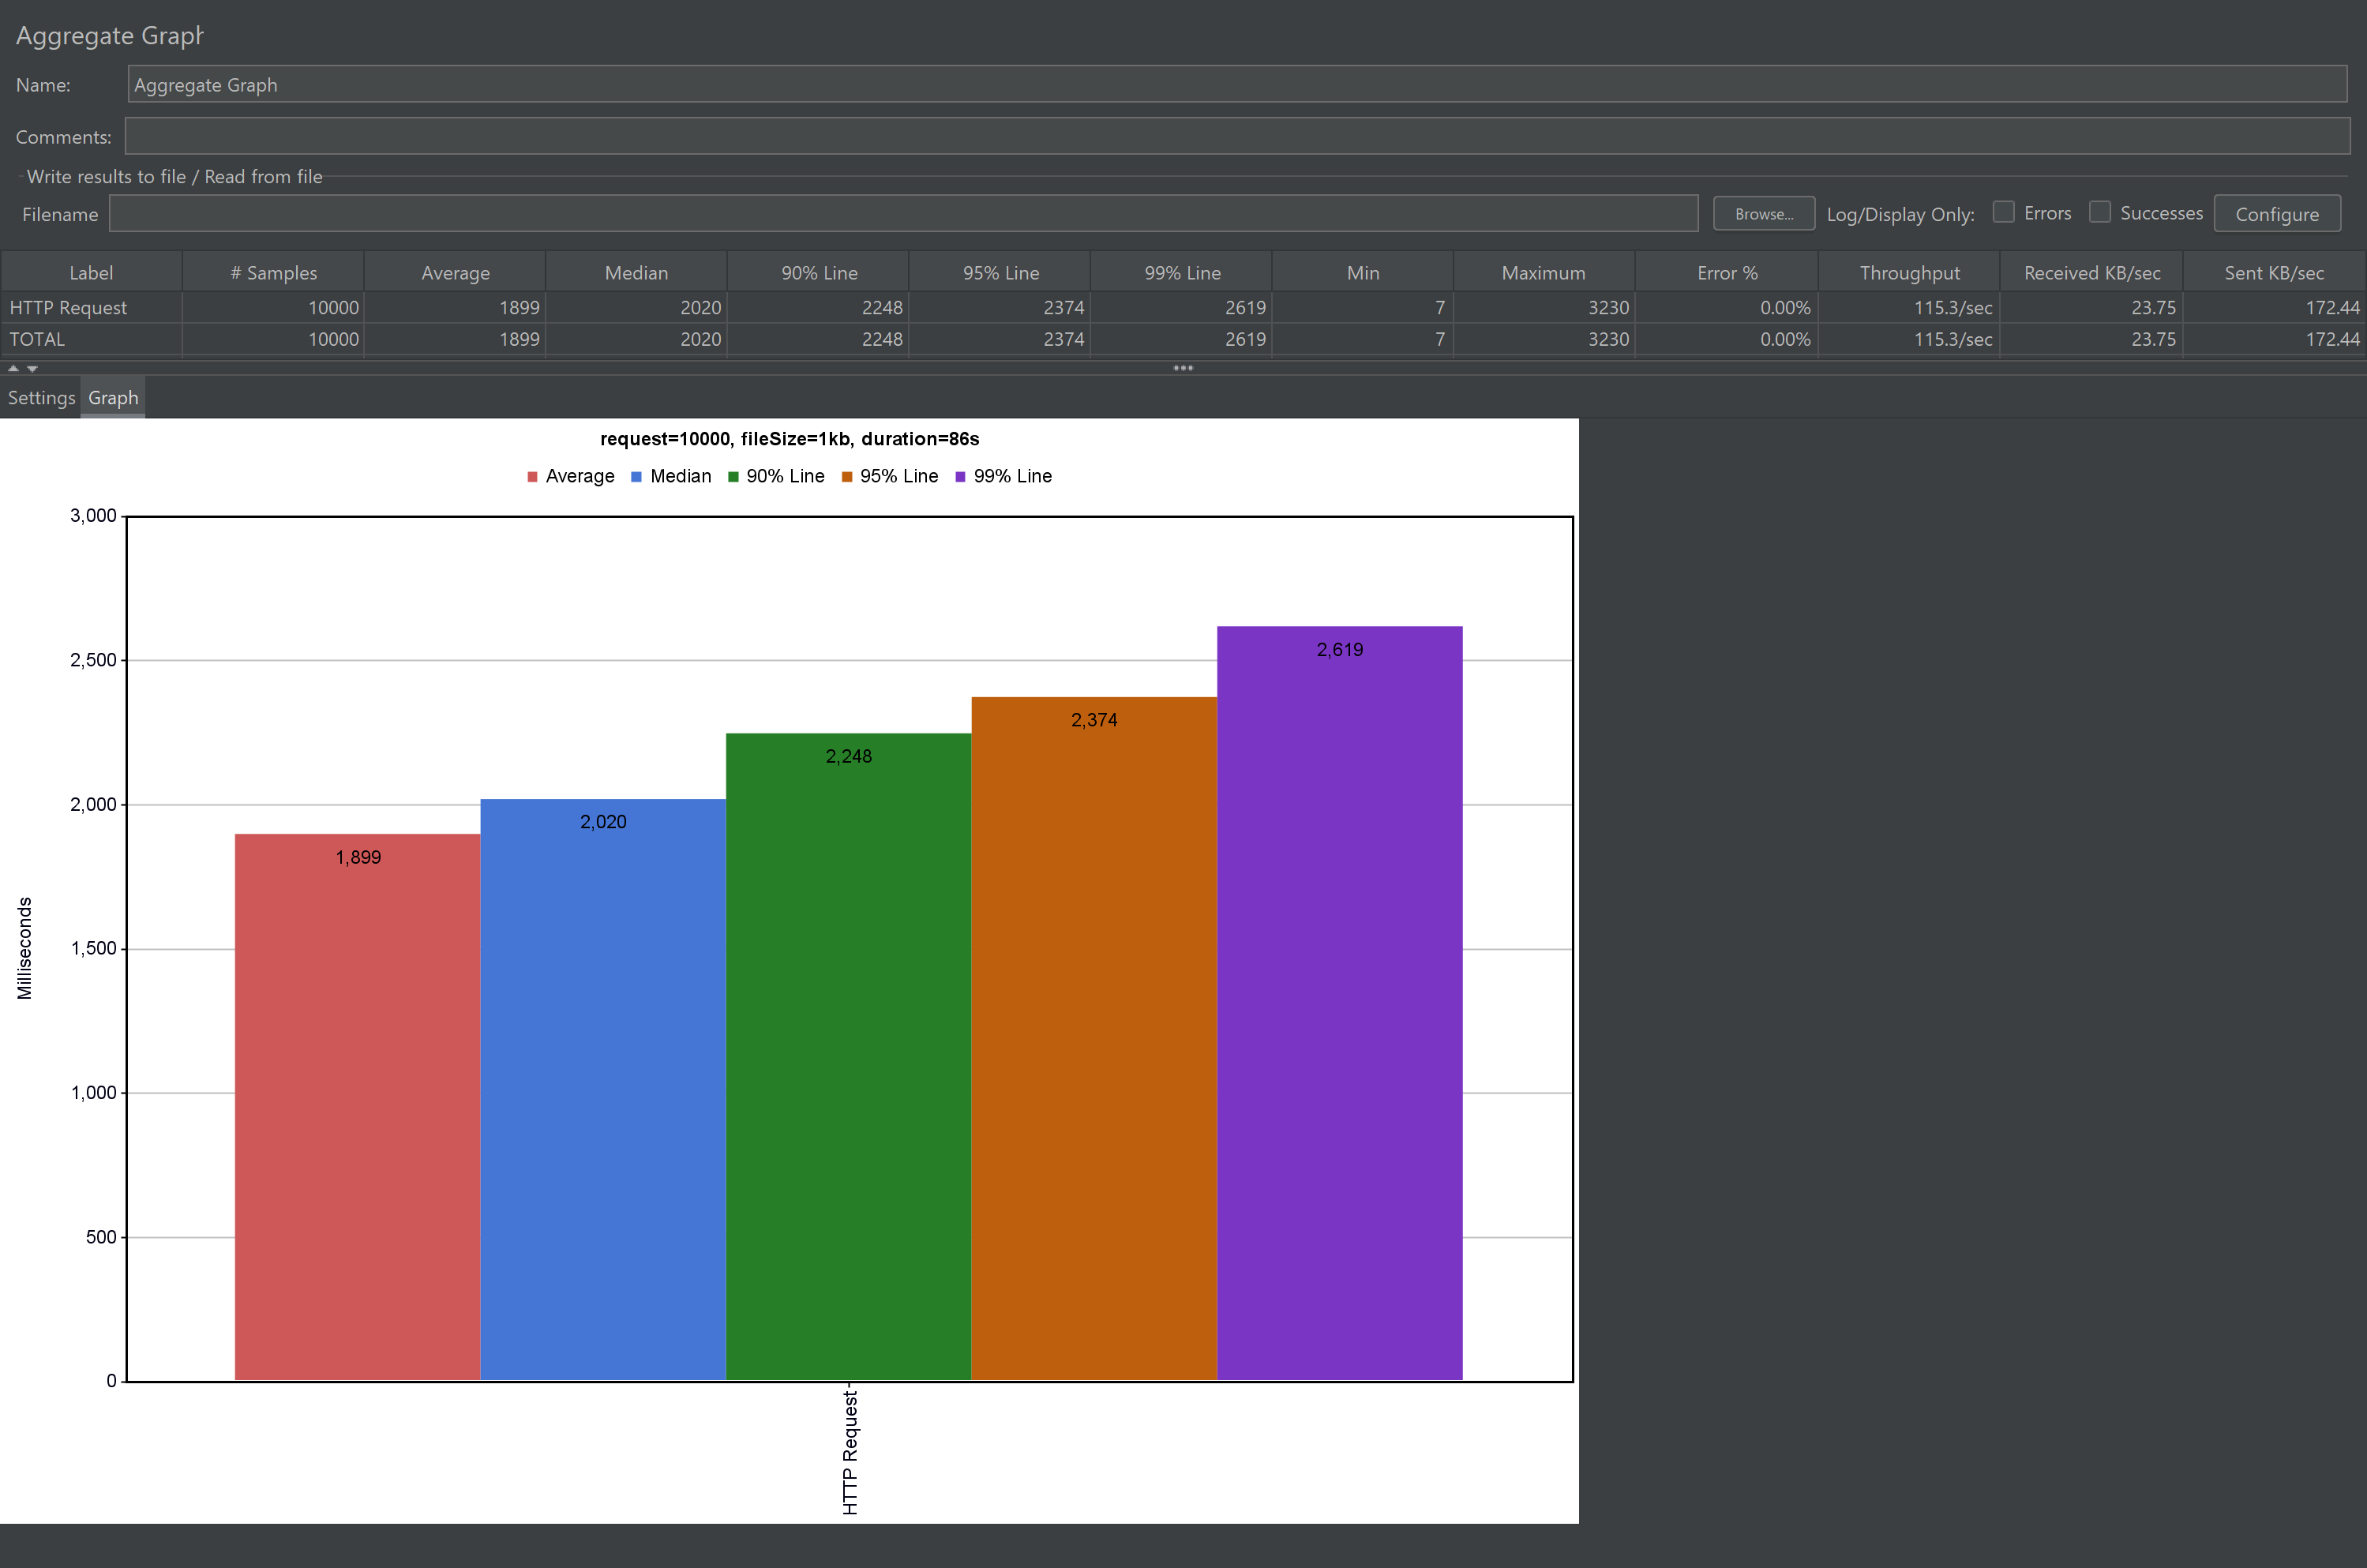 Aggregate Graph
Name: Aggregate Graph
Comments:
Write results to file / Read from file
Filename Browse... Log/Display Only: Errors Successes Configure
Label # Samples Average Median 90% Line 95% Line 99% Line Min Maximum Error % Throughput Received KB/sec Sent KB/sec
HTTP Request 10000 1899 2020 2248 2374 2619 7 3230 0.00% 115.3/sec 23.75 172.44
TOTAL 10000 1899 2020 2248 2374 2619 7 3230 0.00% 115.3/sec 23.75 172.44
Settings Graph
request=10000, fileSize=1kb, duration=86s
Average Median 90% Line 95% Line 99% Line
3,000
2,500
2,000
1,500
1,000
500
0
Milliseconds
1,899
2,020
2,248
2,374
2,619
HTTP Request